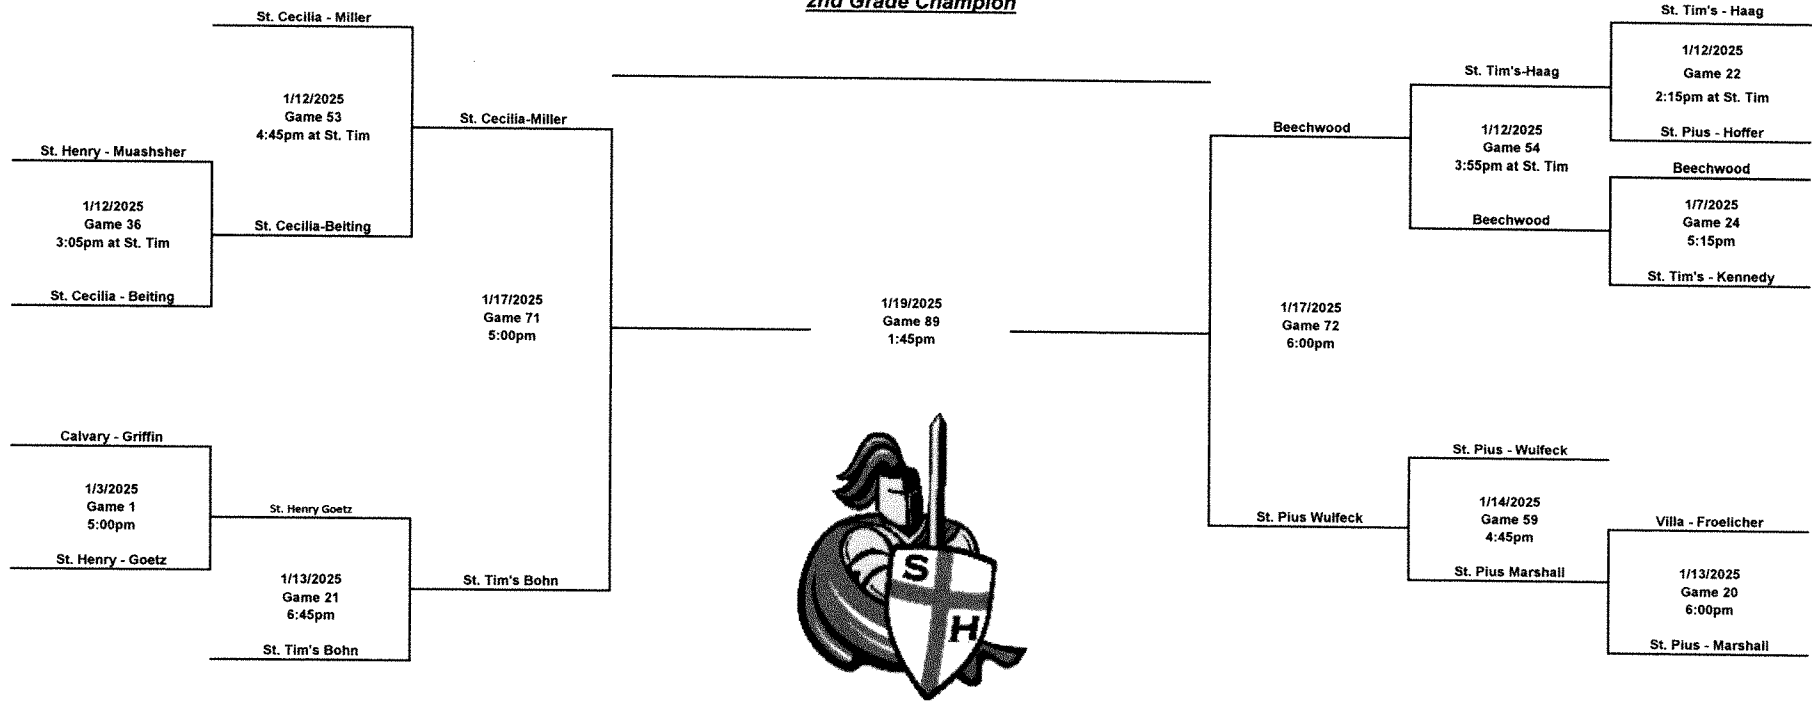 2nd Grade Champion
St. Cecilia - Miller
1/12/2025
Game 53
4:45pm at St. Tim
St. Cecilia-Miller
St. Henry - Muashsher
1/12/2025
Game 36
3:05pm at St. Tim
St. Cecilia-Beiting
St. Cecilia - Beiting
1/17/2025
Game 71
5:00pm
Calvary - Griffin
1/3/2025
Game 1
5:00pm
St. Henry Goetz
St. Henry - Goetz
1/13/2025
Game 21
6:45pm
St. Tim's Bohn
St. Tim's Bohn
1/19/2025
Game 89
1:45pm
S
H
St. Tim's - Haag
1/12/2025
Game 22
2:15pm at St. Tim
St. Tim's-Haag
St. Pius - Hoffer
Beechwood
1/12/2025
Game 54
3:55pm at St. Tim
Beechwood
Beechwood
1/7/2025
Game 24
5:15pm
St. Tim's - Kennedy
1/17/2025
Game 72
6:00pm
St. Pius - Wulfeck
St. Pius Wulfeck
1/14/2025
Game 59
4:45pm
Villa - Froelicher
St. Pius Marshall
1/13/2025
Game 20
6:00pm
St. Pius - Marshall